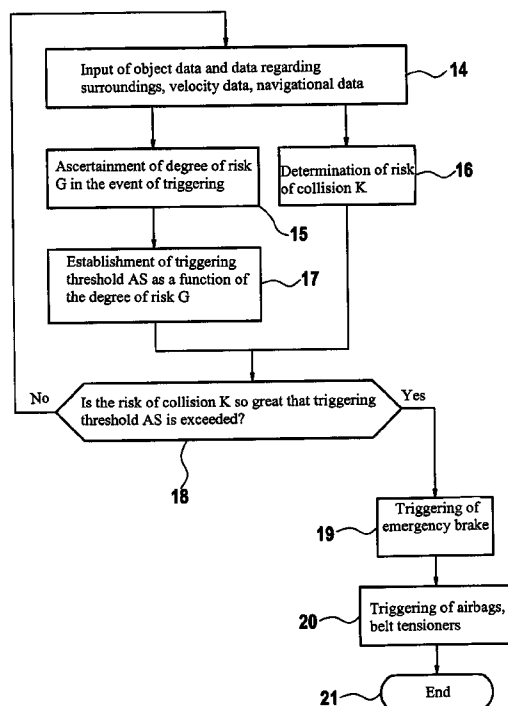 Input of object data and data regarding
surroundings, velocity data, navigational data
14
Ascertainment of degree of risk
G in the event of triggering
15
Determination of risk
of collision K
16
Establishment of triggering
threshold AS as a function of
the degree of risk G
17
No
Is the risk of collision K so great that triggering
threshold AS is exceeded?
Yes
18
Triggering of
emergency brake
19
Triggering of airbags,
belt tensioners
20
End
21